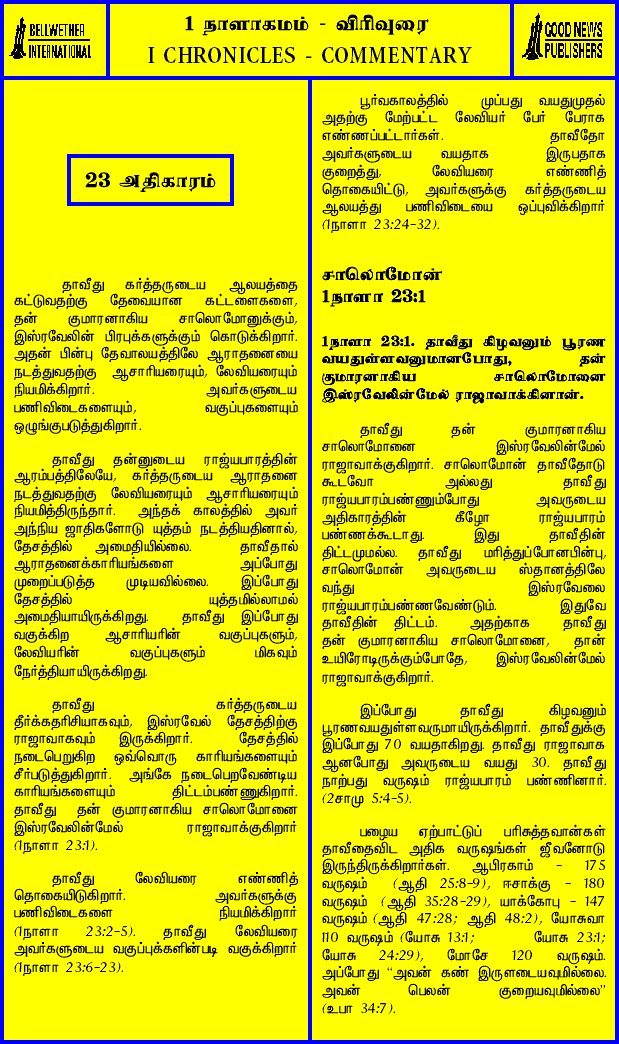 BELLWETHER
INTERNATIONAL
1 நாளாகமம் - விரிவுரை
I CHRONICLES - COMMENTARY
GOOD NEWS
PUBLISHERS
23 அதிகாரம்
தாவீது கர்த்தருடைய ஆலயத்தை
கட்டுவதற்கு தேவையான கட்டளைகளை,
தன் குமாரனாகிய சாலொமோனுக்கும்,
இஸ்ரவேலின் பிரபுக்களுக்கும் கொடுக்கிறார்.
அதன் பின்பு தேவாலயத்திலே ஆராதனையை
நடத்துவதற்கு ஆசாரியரையும், லேவியரையும்
நியமிக்கிறார். அவர்களுடைய
பணிவிடைகளையும், வகுப்புகளையும்
ஒழுங்குபடுத்துகிறார்.
தாவீது தன்னுடைய ராஜ்யபாரத்தின்
ஆரம்பத்திலேயே, கர்த்தருடைய ஆராதனை
நடத்துவதற்கு லேவியரையும் ஆசாரியரையும்
நியமித்திருந்தார். அந்தக் காலத்தில் அவர்
அந்நிய ஜாதிகளோடு யுத்தம் நடத்தியதினால்,
தேசத்தில் அமைதியில்லை. தாவீதால்
ஆராதனைக்காரியங்களை அப்போது
முறைப்படுத்த முடியவில்லை. இப்போது
தேசத்தில் யுத்தமில்லாமல்
அமைதியாயிருக்கிறது. தாவீது இப்போது
வகுக்கிற ஆசாரியரின் வகுப்புகளும்,
லேவியரின் வகுப்புகளும் மிகவும்
நேர்த்தியாயிருக்கிறது.
தாவீது கர்த்தருடைய
தீர்க்கதரிசியாகவும், இஸ்ரவேல் தேசத்திற்கு
ராஜாவாகவும் இருக்கிறார். தேசத்தில்
நடைபெறுகிற ஒவ்வொரு காரியங்களையும்
சீர்படுத்துகிறார். அங்கே நடைபெறவேண்டிய
காரியங்களையும் திட்டம்பண்ணுகிறார்.
தாவீது தன் குமாரனாகிய சாலொமோனை
இஸ்ரவேலின்மேல் ராஜாவாக்குகிறார்
(1நாளா 23:1).
தாவீது லேவியரை எண்ணித்
தொகையிடுகிறார். அவர்களுக்கு
பணிவிடைகளை நியமிக்கிறார்
(1நாளா 23:2-5). தாவீது லேவியரை
அவர்களுடைய வகுப்புக்களின்படி வகுக்கிறார்
(1நாளா 23:6-23).
பூர்வகாலத்தில் முப்பது வயதுமுதல்
அதற்கு மேற்பட்ட லேவியர் பேர் பேராக
எண்ணப்பட்டார்கள். தாவீதோ
அவர்களுடைய வயதாக இருபதாக
குறைத்து, லேவியரை எண்ணித்
தொகையிட்டு, அவர்களுக்கு கர்த்தருடைய
ஆலயத்து பணிவிடையை ஒப்புவிக்கிறார்
(1நாளா 23:24-32).
சாலொமோன்
1நாளா 23:1
1நாளா 23:1. தாவீது கிழவனும் பூரண
வயதுள்ளவனுமானபோது, தன்
குமாரனாகிய சாலொமோனை
இஸ்ரவேலின்மேல் ராஜாவாக்கினான்.
தாவீது தன் குமாரனாகிய
சாலொமோனை இஸ்ரவேலின்மேல்
ராஜாவாக்குகிறார். சாலொமோன் தாவீதோடு
கூடவோ அல்லது தாவீது
ராஜ்யபாரம்பண்ணும்போது அவருடைய
அதிகாரத்தின் கீழோ ராஜ்யபாரம்
பண்ணக்கூடாது. இது தாவீதின்
திட்டமுமல்ல. தாவீது மரித்துப்போனபின்பு,
சாலொமோன் அவருடைய ஸ்தானத்திலே
வந்து இஸ்ரவேலை
ராஜ்யபாரம்பண்ணவேண்டும். இதுவே
தாவீதின் திட்டம். அதற்காக தாவீது
தன் குமாரனாகிய சாலொமோனை, தான்
உயிரோடிருக்கும்போதே, இஸ்ரவேலின்மேல்
ராஜாவாக்குகிறார்.
இப்போது தாவீது கிழவனும்
பூரணவயதுள்ளவருமாயிருக்கிறார். தாவீதுக்கு
இப்போது 70 வயதாகிறது. தாவீது ராஜாவாக
ஆனபோது அவருடைய வயது 30. தாவீது
நாற்பது வருஷம் ராஜ்யபாரம் பண்ணினார்.
(2சாமு 5:4-5).
பழைய ஏற்பாட்டுப் பரிசுத்தவான்கள்
தாவீதைவிட அதிக வருஷங்கள் ஜீவனோடு
இருந்திருக்கிறார்கள். ஆபிரகாம் - 175
வருஷம் (ஆதி 25:8-9), ஈசாக்கு - 180
வருஷம் (ஆதி 35:28-29), யாக்கோபு - 147
வருஷம் (ஆதி 47:28; ஆதி 48:2), யோசுவா
110 வருஷம் (யோசு 13:1; யோசு 23:1;
யோசு 24:29), மோசே 120 வருஷம்.
அப்போது "அவன் கண் இருளடையவுமில்லை.
அவன் பெலன் குறையவுமில்லை"
(உபா 34:7).